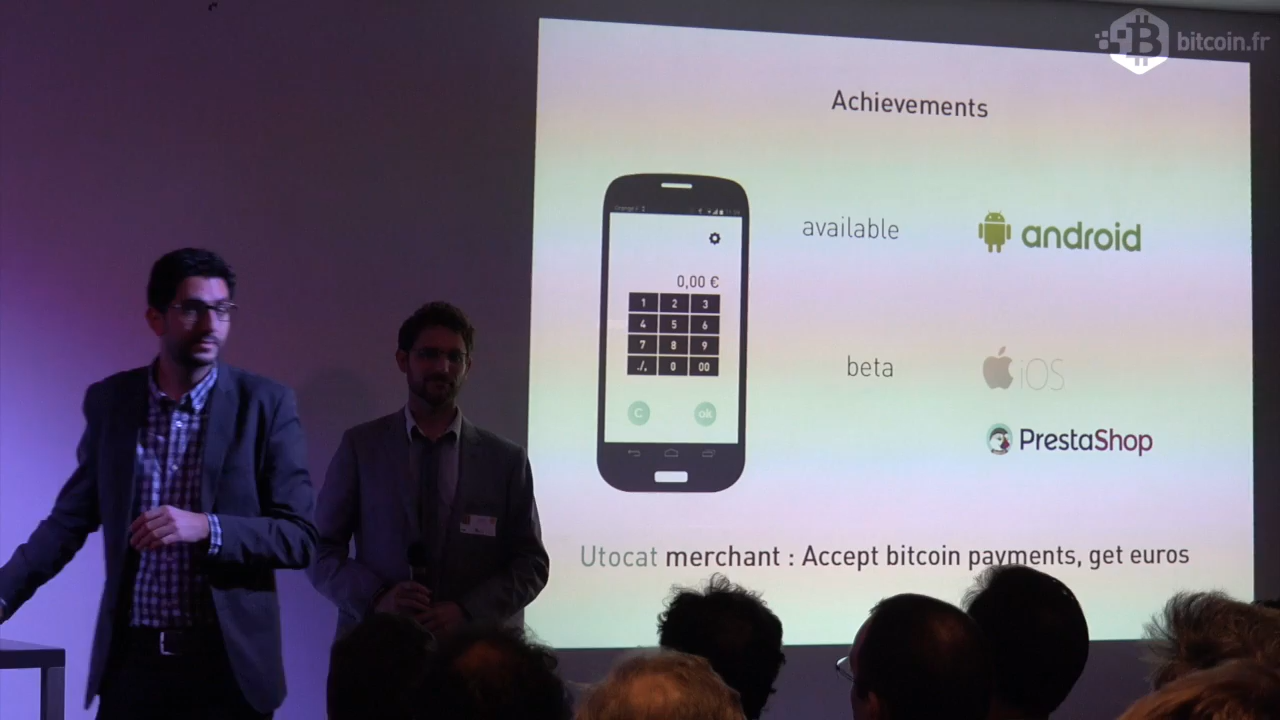 bitcoin.fr
Achievements
available
android
0,00 €
1 2 3
4 5 6
7 8 9
./, 0 00
C ok
beta
iOS
PrestaShop
Utocat merchant : Accept bitcoin payments, get euros